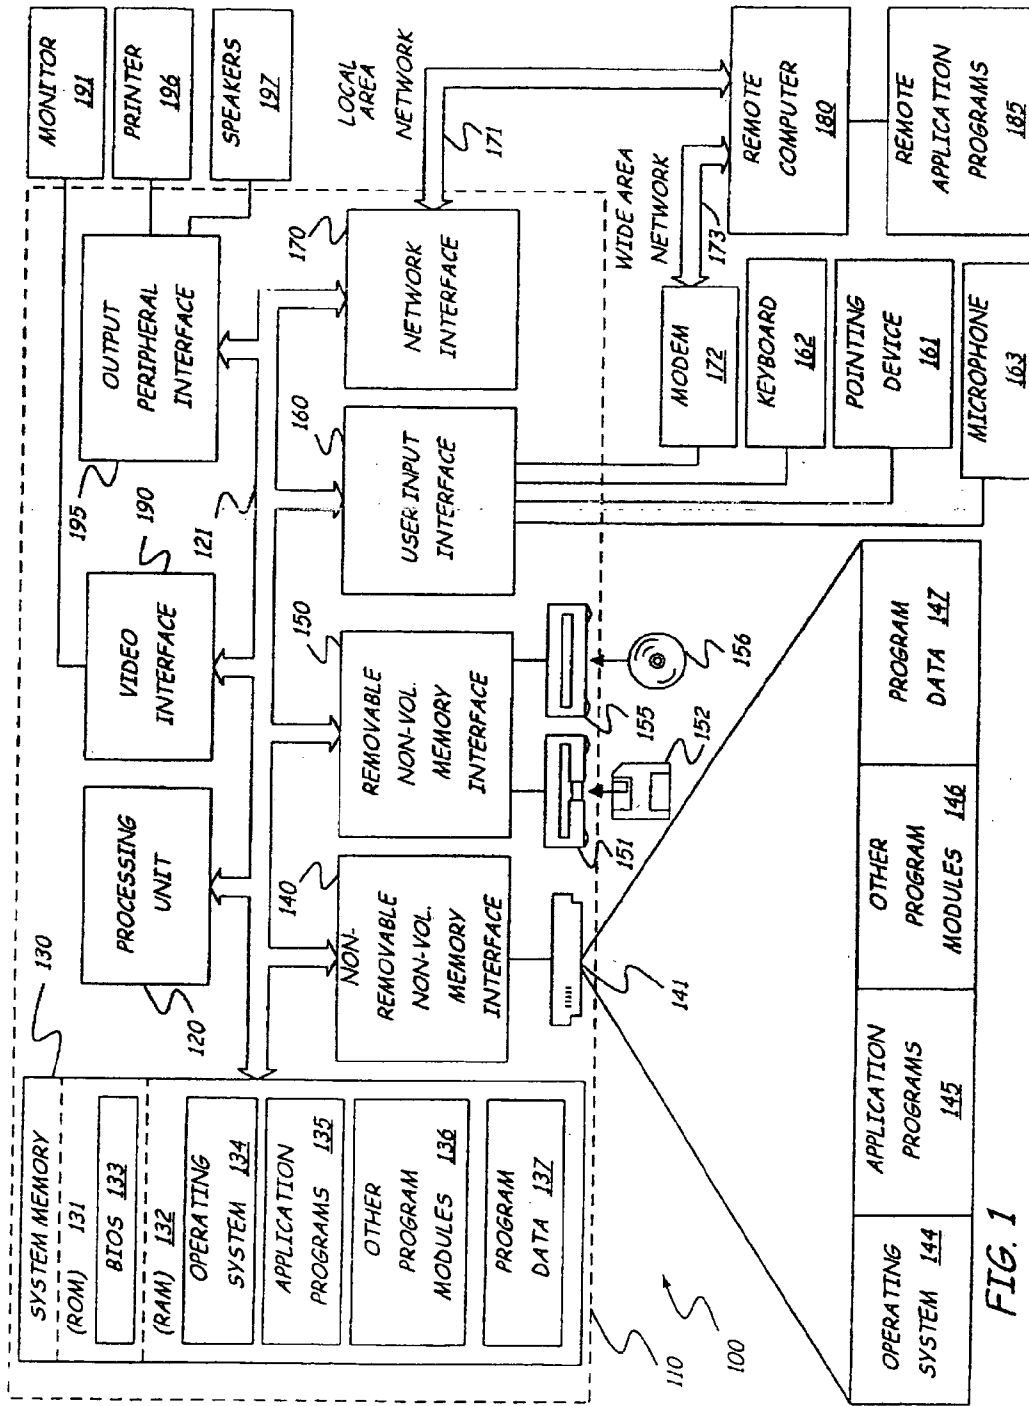 SYSTEM MEMORY
130
(ROM) 131
BIOS 133
(RAM) 132
OPERATING
SYSTEM 134
APPLICATION
PROGRAMS 135
OTHER
PROGRAM
MODULES 136
PROGRAM
DATA 137
110
100
PROCESSING
UNIT
120
VIDEO
INTERFACE
190
OUTPUT
PERIPHERAL
INTERFACE
195
121
MONITOR
191
PRINTER
196
SPEAKERS
197
NON-
REMOVABLE
NON-VOL.
MEMORY
INTERFACE
140
REMOVABLE
NON-VOL.
MEMORY
INTERFACE
150
USER INPUT
INTERFACE
160
NETWORK
INTERFACE
170
LOCAL
AREA
NETWORK
171
141
151
152
155
156
WIDE AREA
NETWORK
173
MODEM
172
KEYBOARD
162
POINTING
DEVICE
161
MICROPHONE
163
REMOTE
COMPUTER
180
REMOTE
APPLICATION
PROGRAMS
185
OPERATING
SYSTEM 144
APPLICATION
PROGRAMS
145
OTHER
PROGRAM
MODULES 146
PROGRAM
DATA 147
FIG. 1